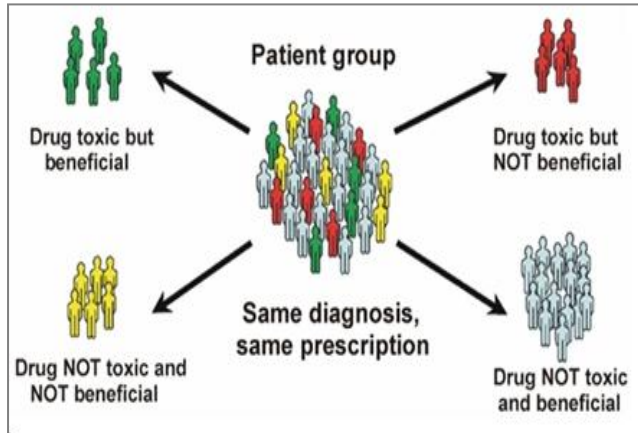 Patient group
Drug toxic but
beneficial
Drug toxic but
NOT beneficial
Same diagnosis,
same prescription
Drug NOT toxic and
NOT beneficial
Drug NOT toxic
and beneficial